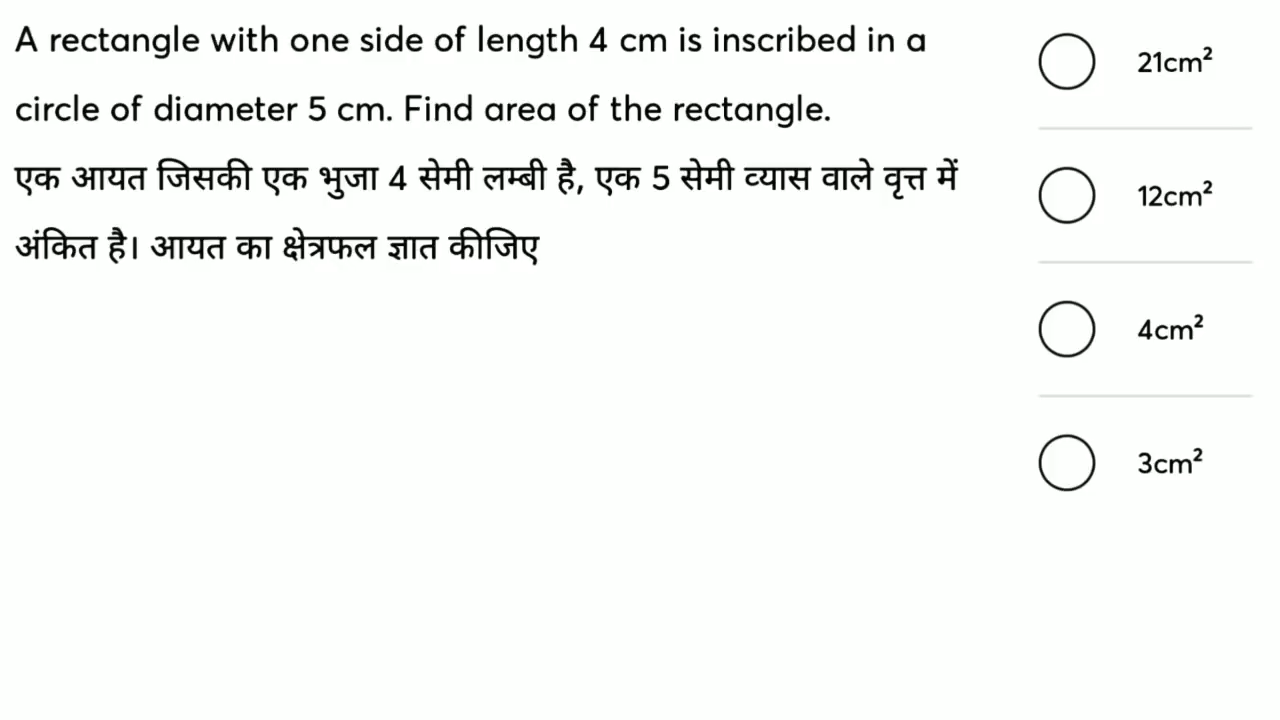 A rectangle with one side of length 4 cm is inscribed in a
circle of diameter 5 cm. Find area of the rectangle.
एक आयत जिसकी एक भुजा 4 सेमी लम्बी है, एक 5 सेमी व्यास वाले वृत्त में
अंकित है। आयत का क्षेत्रफल ज्ञात कीजिए
21cm²
12cm²
4cm²
3cm²